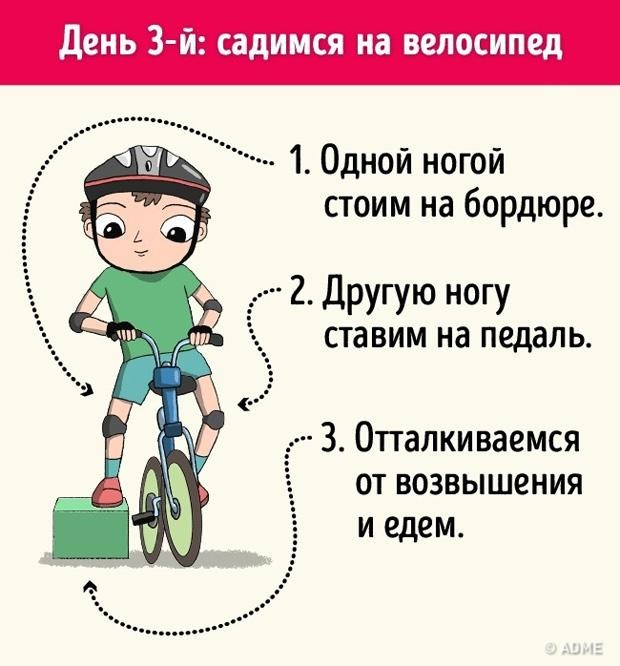 День 3-й: садимся на велосипед
1. Одной ногой
стоим на бордюре.
2. Другую ногу
ставим на педаль.
3. Отталкиваемся
от возвышения
и едем.
© ADME